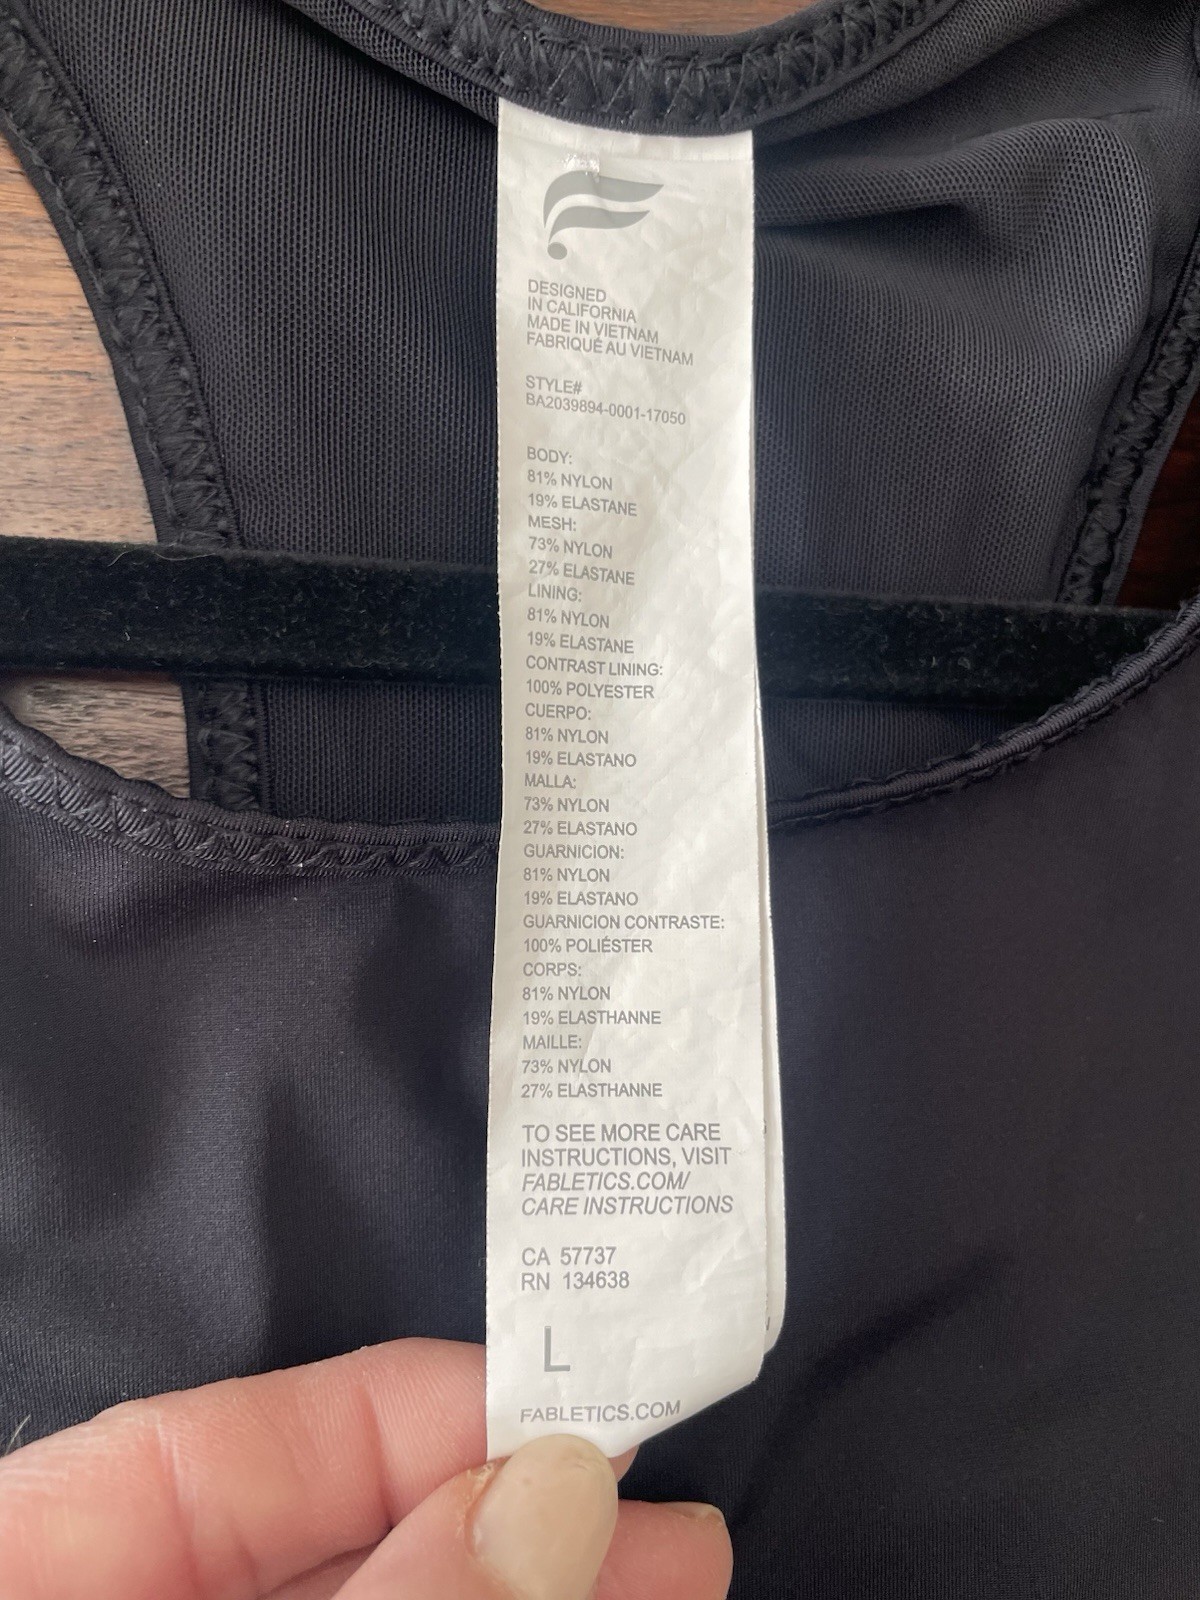 DESIGNED
IN CALIFORNIA
MADE IN VIETNAM
FABRIQUÉ AU VIETNAM
STYLE#
BA2039894-0001-17050
BODY:
81% NYLON
19% ELASTANE
MESH:
73% NYLON
27% ELASTANE
LINING:
81% NYLON
19% ELASTANE
CONTRAST LINING:
100% POLYESTER
CUERPO:
81% NYLON
19% ELASTANO
MALLA:
73% NYLON
27% ELASTANO
GUARNICION:
81% NYLON
19% ELASTANO
GUARNICION CONTRASTE:
100% POLIÉSTER
CORPS:
81% NYLON
19% ELASTHANNE
MAILLE:
73% NYLON
27% ELASTHANNE
TO SEE MORE CARE
INSTRUCTIONS, VISIT
FABLETICS.COM/
CARE INSTRUCTIONS
CA 57737
RN 134638
L
FABLETICS.COM